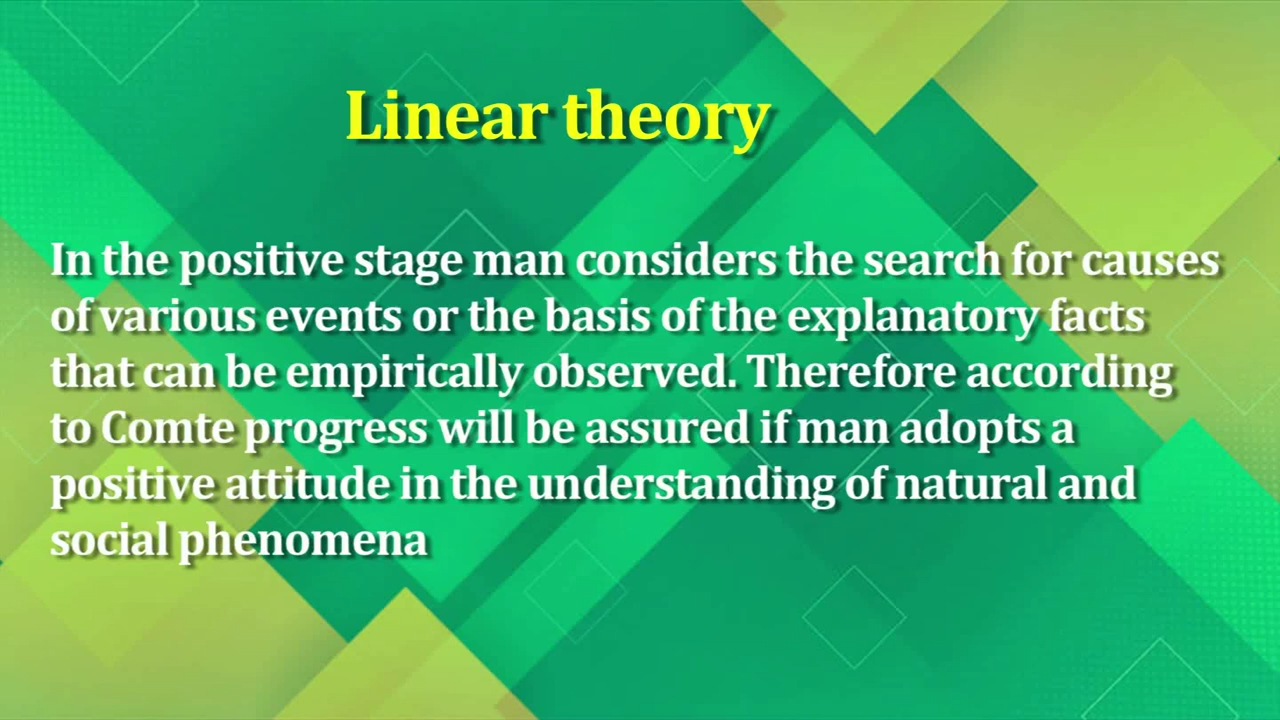 Linear theory
In the positive stage man considers the search for causes
of various events or the basis of the explanatory facts
that can be empirically observed. Therefore according
to Comte progress will be assured if man adopts a
positive attitude in the understanding of natural and
social phenomena